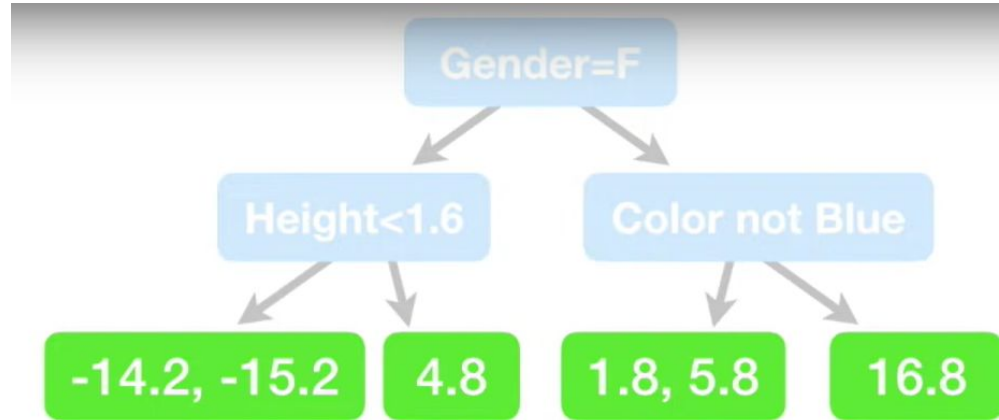 Gender=F
Height<1.6
Color not Blue
-14.2, -15.2
4.8
1.8, 5.8
16.8